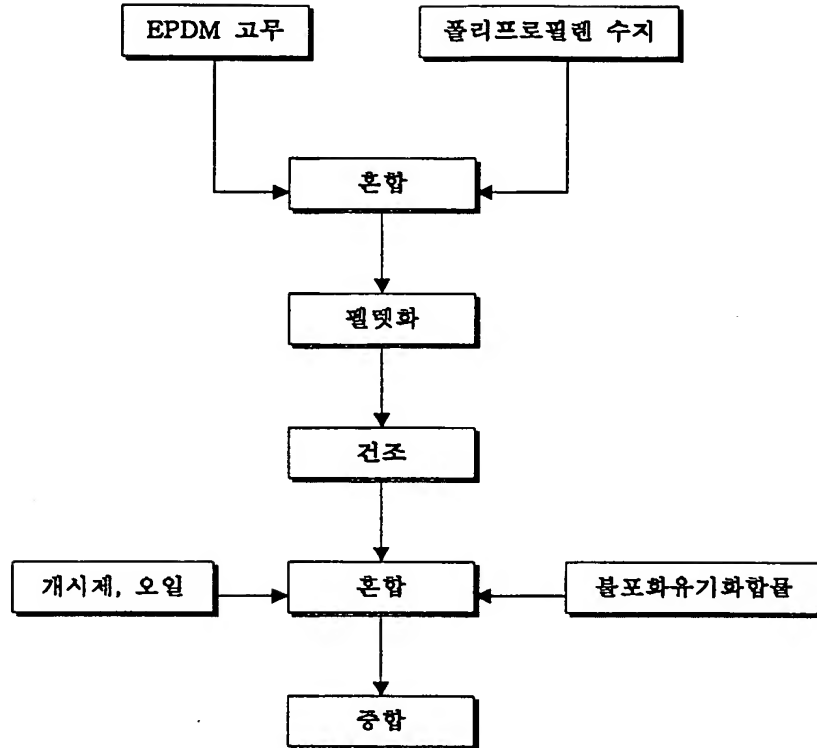 EPDM 고무
폴리프로필렌 수지
혼합
펠렛화
건조
개시제, 오일
혼합
불포화유기화합물
중합